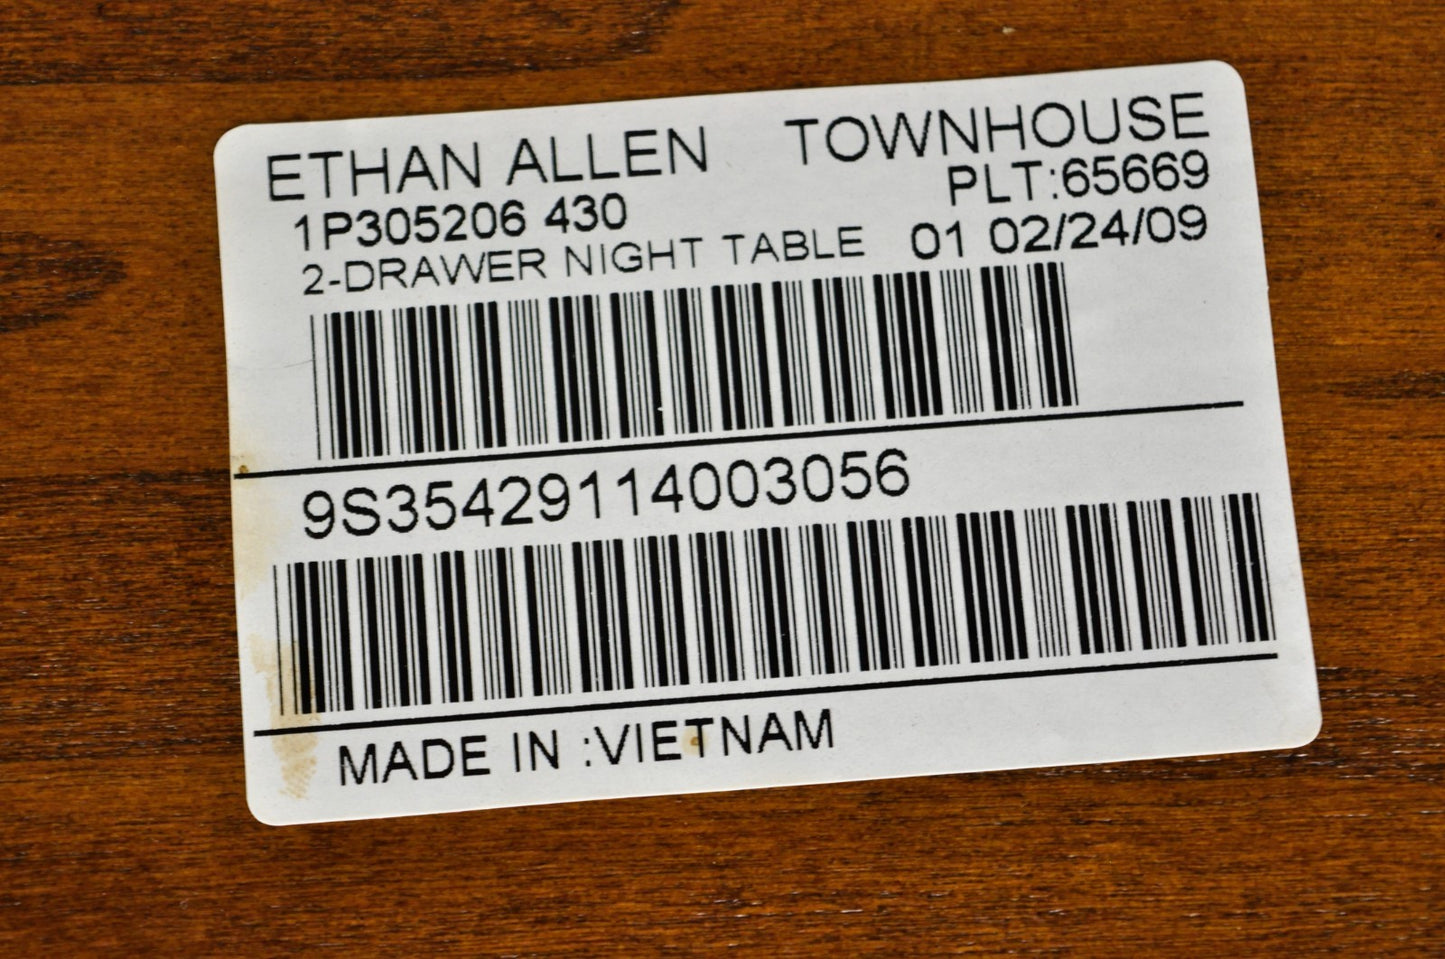 ETHAN ALLEN TOWNHOUSE
1P305206 430 PLT:65669
2-DRAWER NIGHT TABLE 01 02/24/09
9S35429114003056
MADE IN :VIETNAM